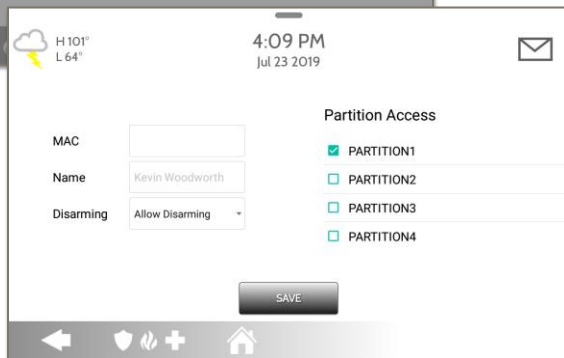 H 101°
L 64°
4:09 PM
Jul 23 2019
MAC
Name
Kevin Woodworth
Disarming
Allow Disarming
Partition Access
PARTITION1
PARTITION2
PARTITION3
PARTITION4
SAVE